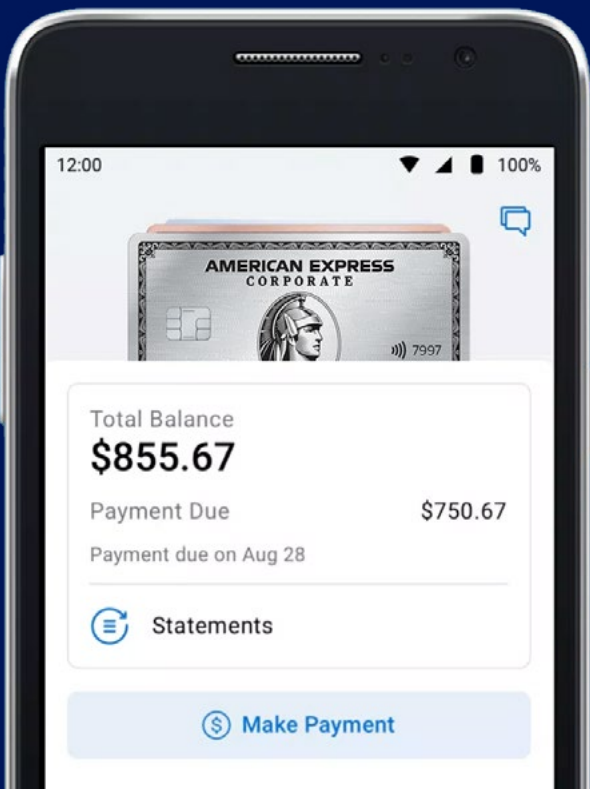 12:00 100%
AMERICAN EXPRESS
CORPORATE
7997
Total Balance
$855.67
Payment Due $750.67
Payment due on Aug 28
Statements
$ Make Payment